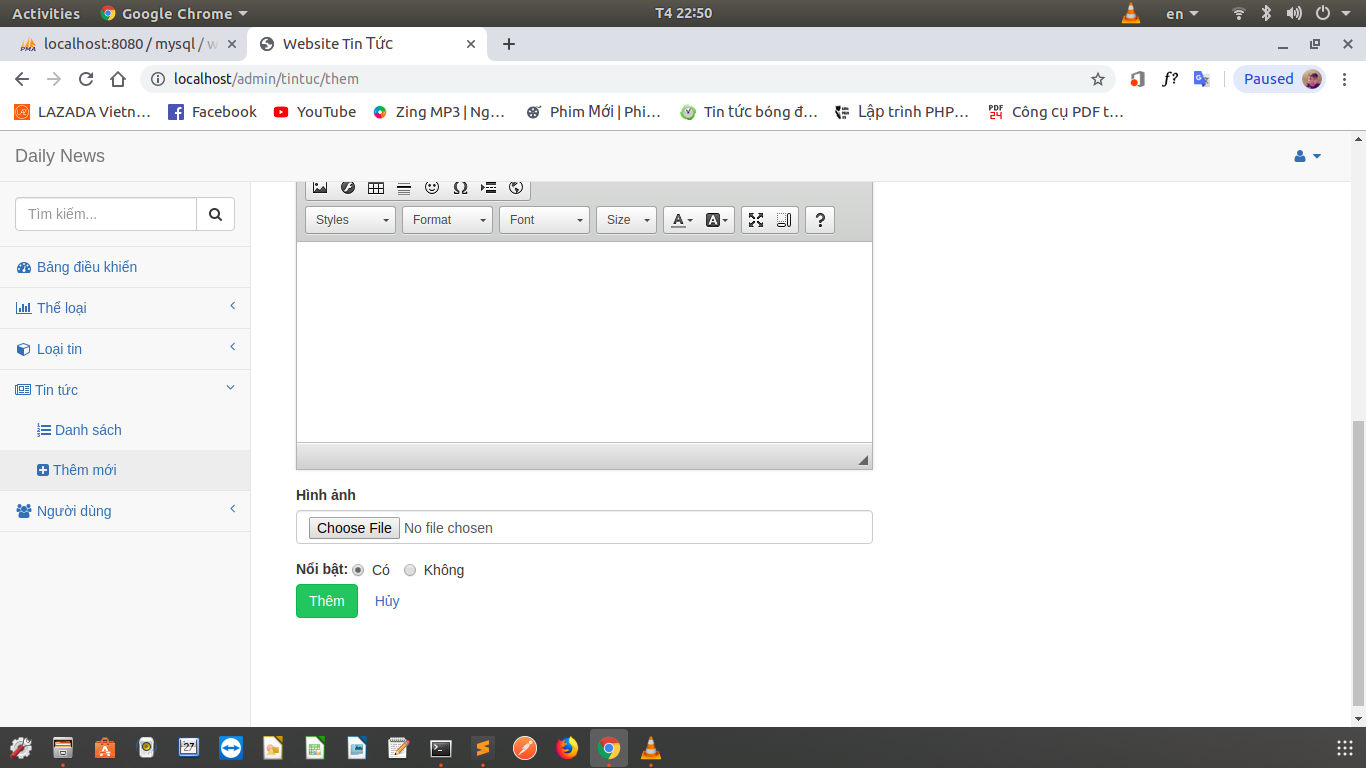 Activities Google Chrome T4 22:50 en
localhost:8080 / mysql / w Website Tin Tức
localhost/admin/tintuc/them f? Paused
LAZADA Vietn… Facebook YouTube Zing MP3 | Ng… Phim Mới | Phi… Tin tức bóng đ… Lập trình PHP… PDF 24 Công cụ PDF t…
Daily News
Tìm kiếm...
Bảng điều khiển
Thể loại
Loại tin
Tin tức
Danh sách
Thêm mới
Người dùng
Styles Format Font Size A A ?
Hình ảnh
Choose File No file chosen
Nổi bật: Có Không
Thêm Hủy
27